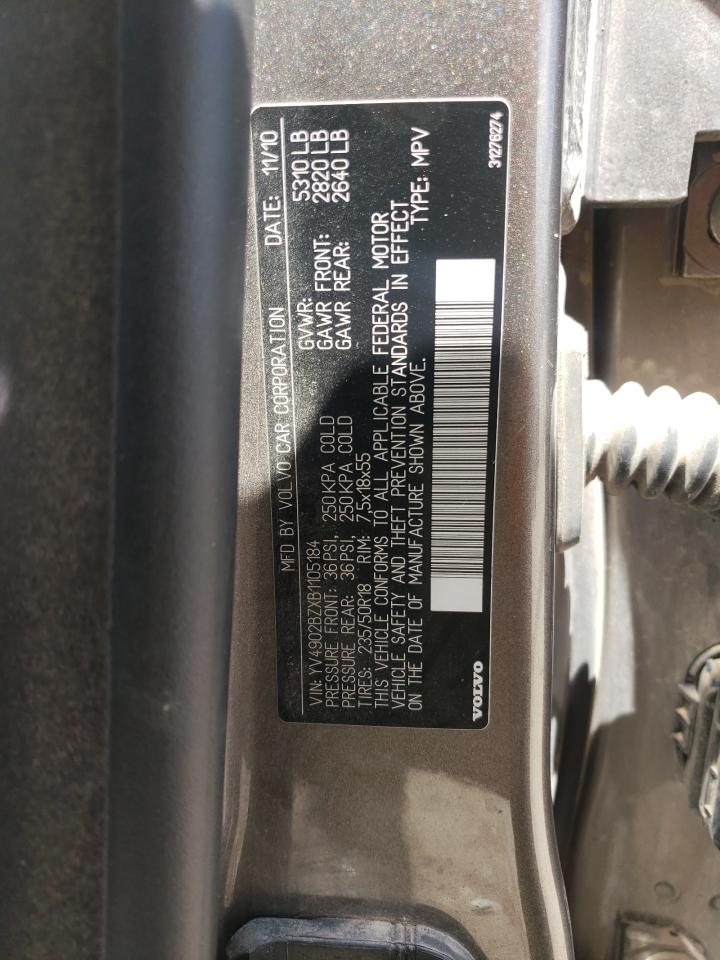 MFD BY VOLVO CAR CORPORATION DATE: 11/10
GVWR: 5310 LB
GAWR FRONT: 2820 LB
GAWR REAR: 2640 LB
VIN: YV4902BZXB1105184
PRESSURE FRONT: 36PSI, 250KPA COLD
PRESSURE REAR: 36PSI, 250KPA COLD
TIRES: 235/50R18 RIM: 7,5x18x55
THIS VEHICLE CONFORMS TO ALL APPLICABLE FEDERAL MOTOR
VEHICLE SAFETY AND THEFT PREVENTION STANDARDS IN EFFECT
ON THE DATE OF MANUFACTURE SHOWN ABOVE. TYPE: MPV
VOLVO 31276274